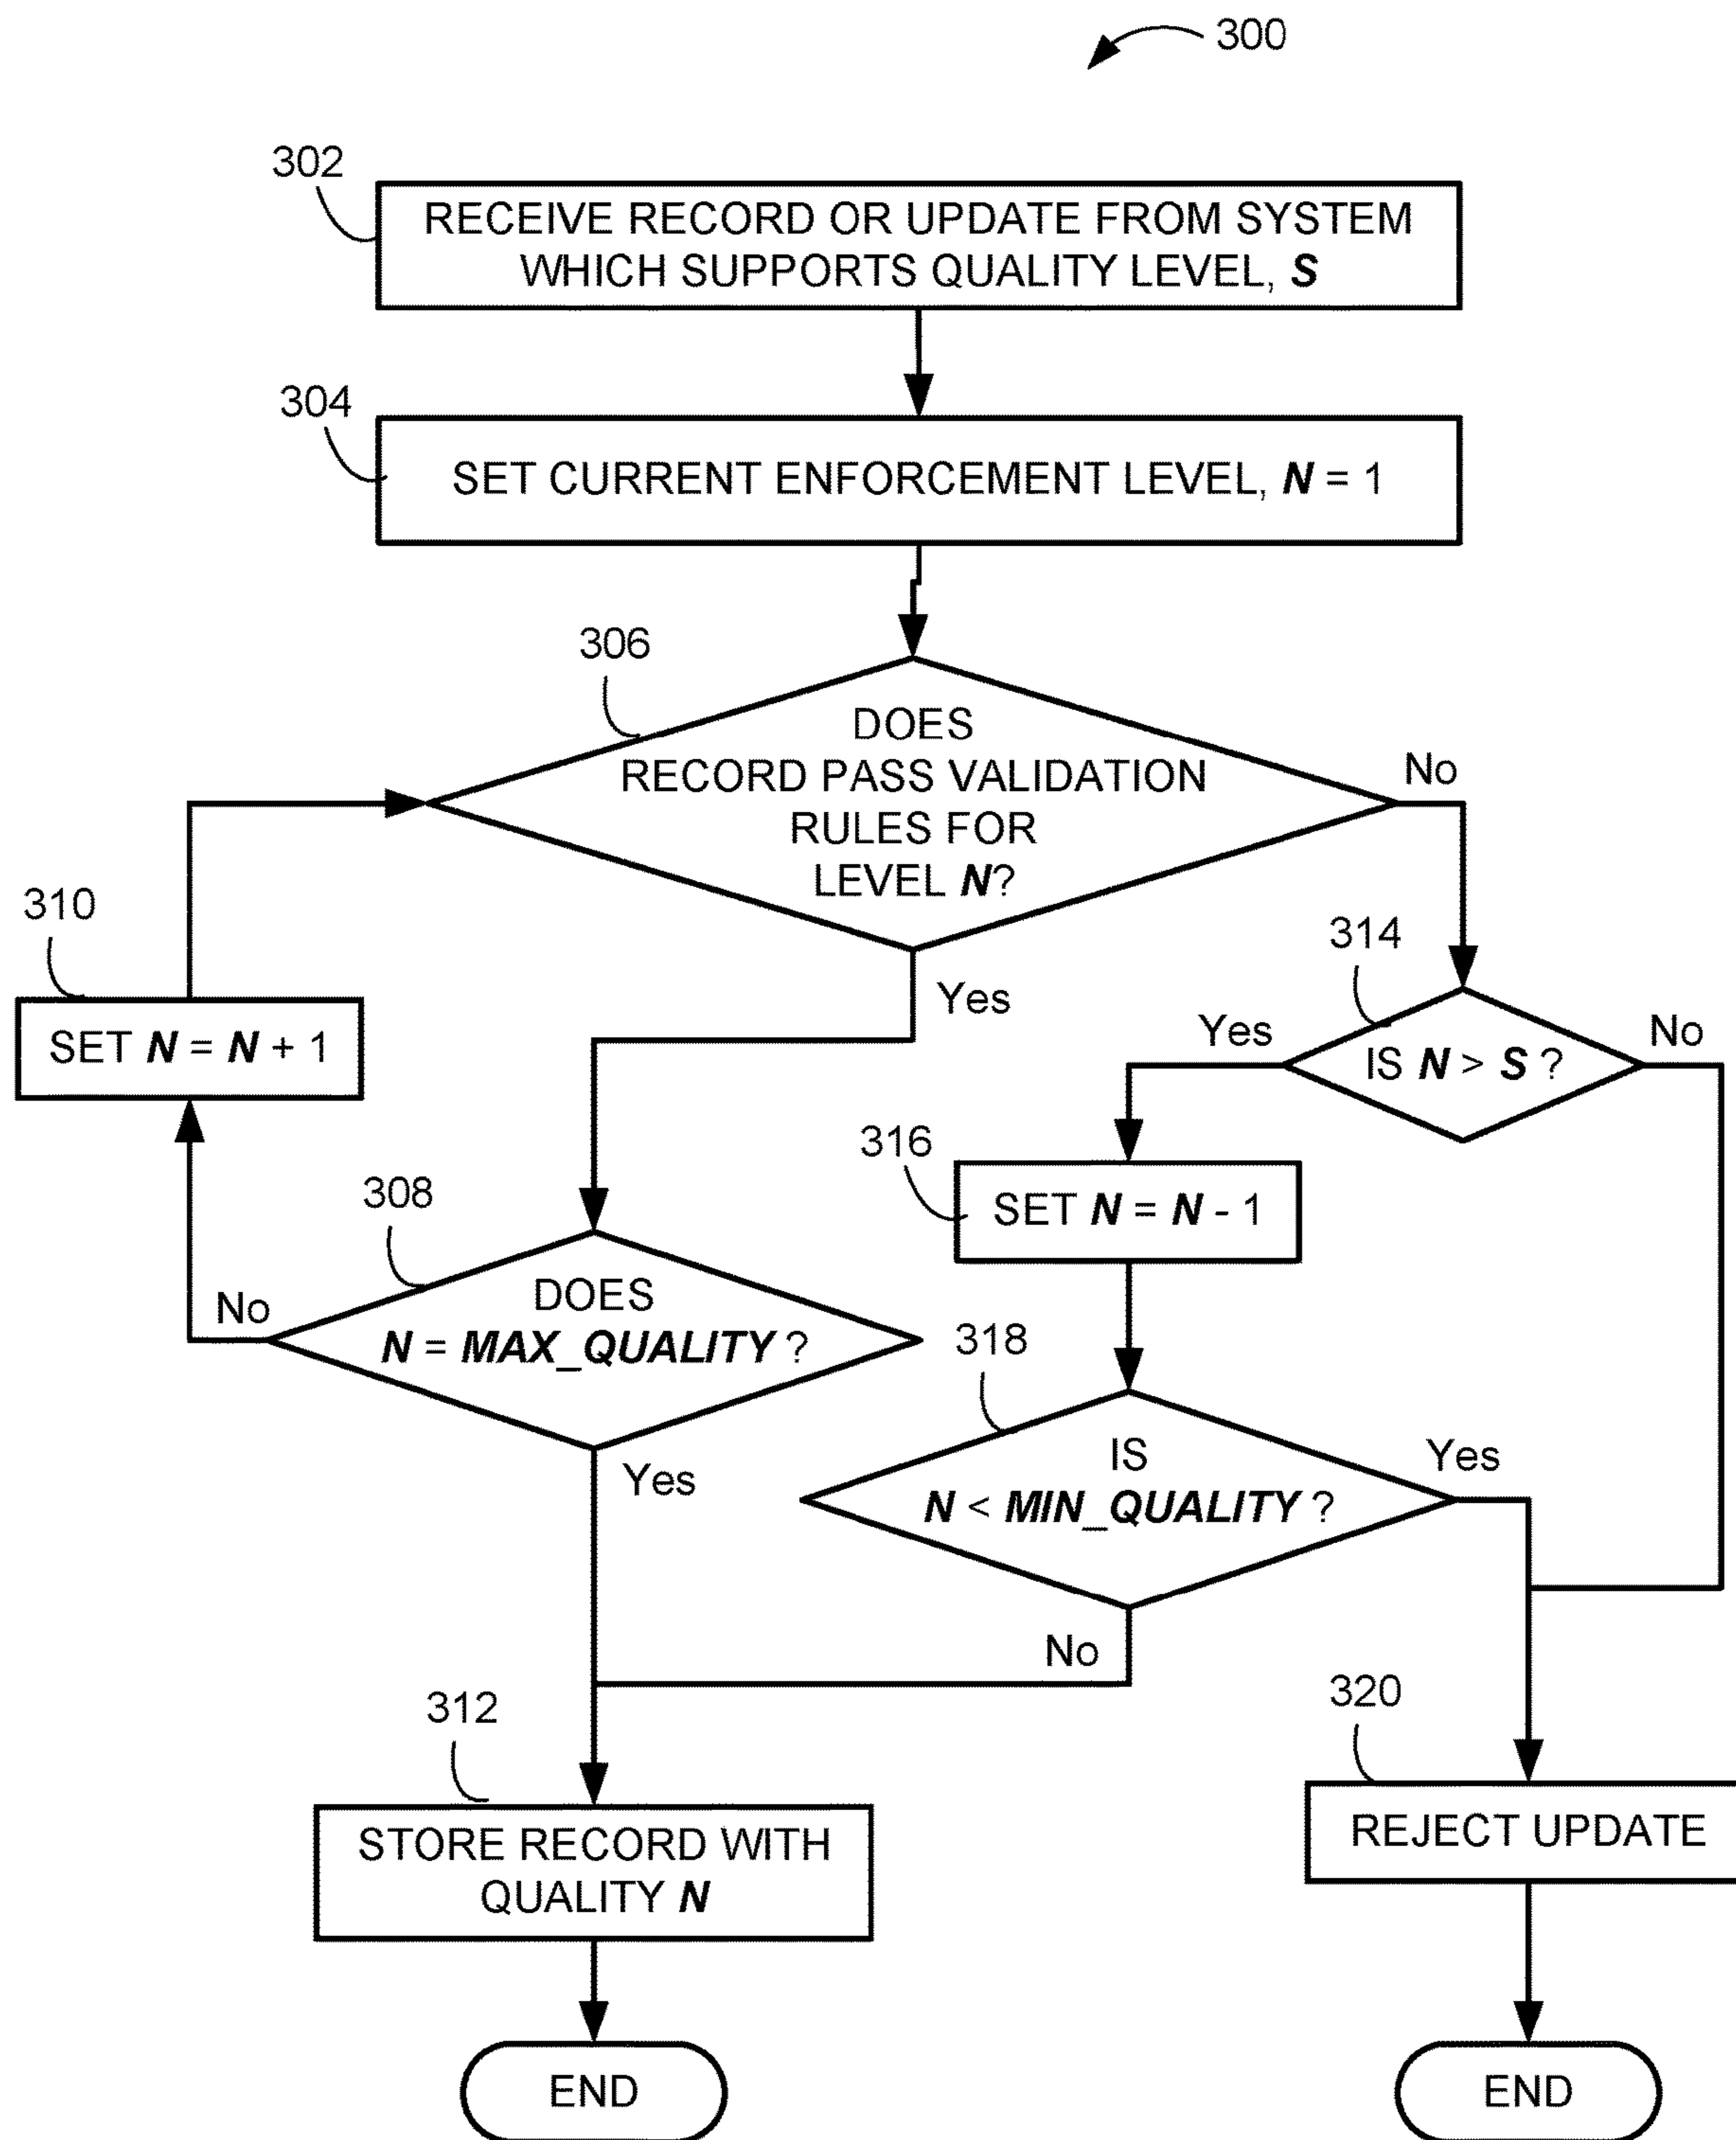 300
302
RECEIVE RECORD OR UPDATE FROM SYSTEM
WHICH SUPPORTS QUALITY LEVEL, S
304
SET CURRENT ENFORCEMENT LEVEL, N = 1
306
DOES
RECORD PASS VALIDATION
RULES FOR
LEVEL N?
No
Yes
310
SET N = N + 1
314
IS N > S ?
Yes
No
316
SET N = N - 1
308
DOES
N = MAX_QUALITY ?
No
Yes
318
IS
N < MIN_QUALITY ?
Yes
No
312
STORE RECORD WITH
QUALITY N
320
REJECT UPDATE
END
END